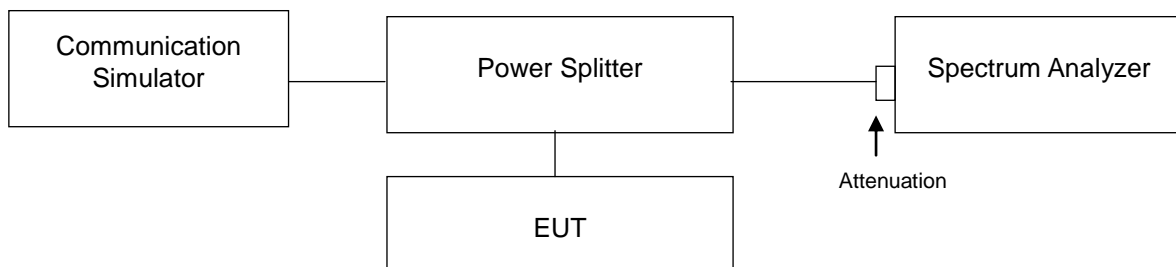 Communication
Simulator
Power Splitter
Spectrum Analyzer
Attenuation
EUT